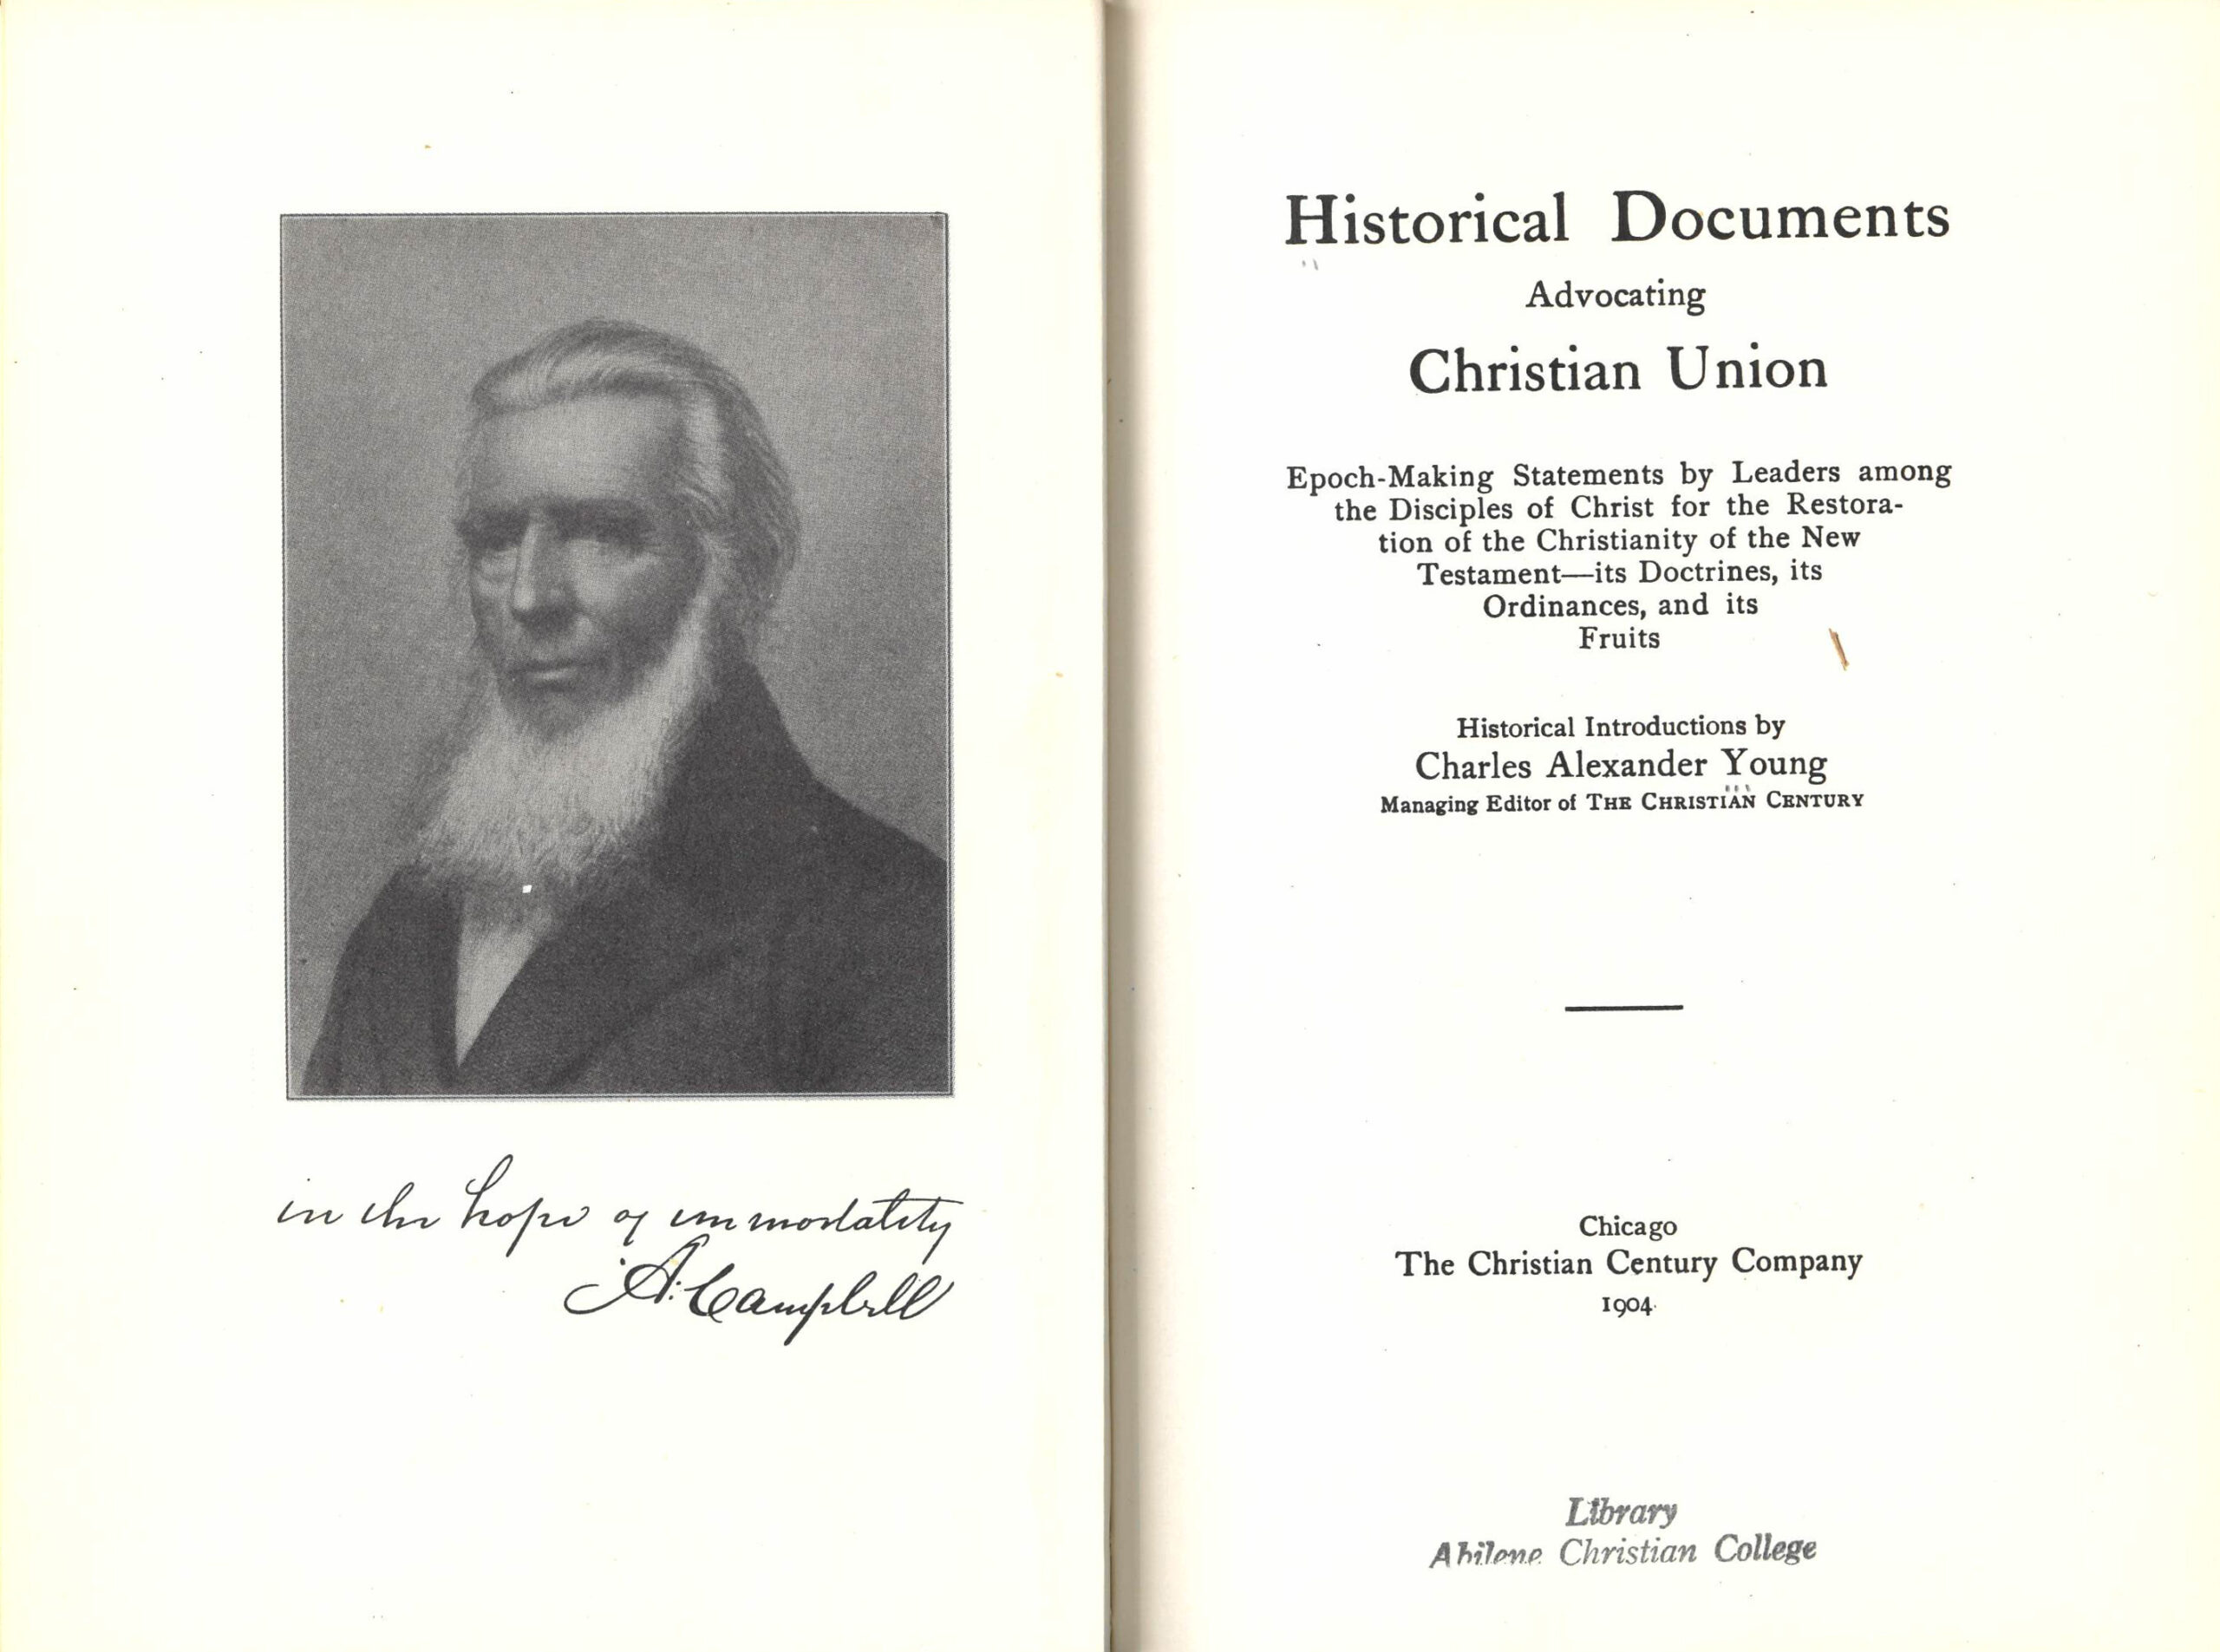 in the hope of immortality
A. Campbell
Historical Documents
Advocating
Christian Union
Epoch-Making Statements by Leaders among
the Disciples of Christ for the Restora-
tion of the Christianity of the New
Testament—its Doctrines, its
Ordinances, and its
Fruits
Historical Introductions by
Charles Alexander Young
Managing Editor of THE CHRISTIAN CENTURY
Chicago
The Christian Century Company
1904
Library
Abilene Christian College